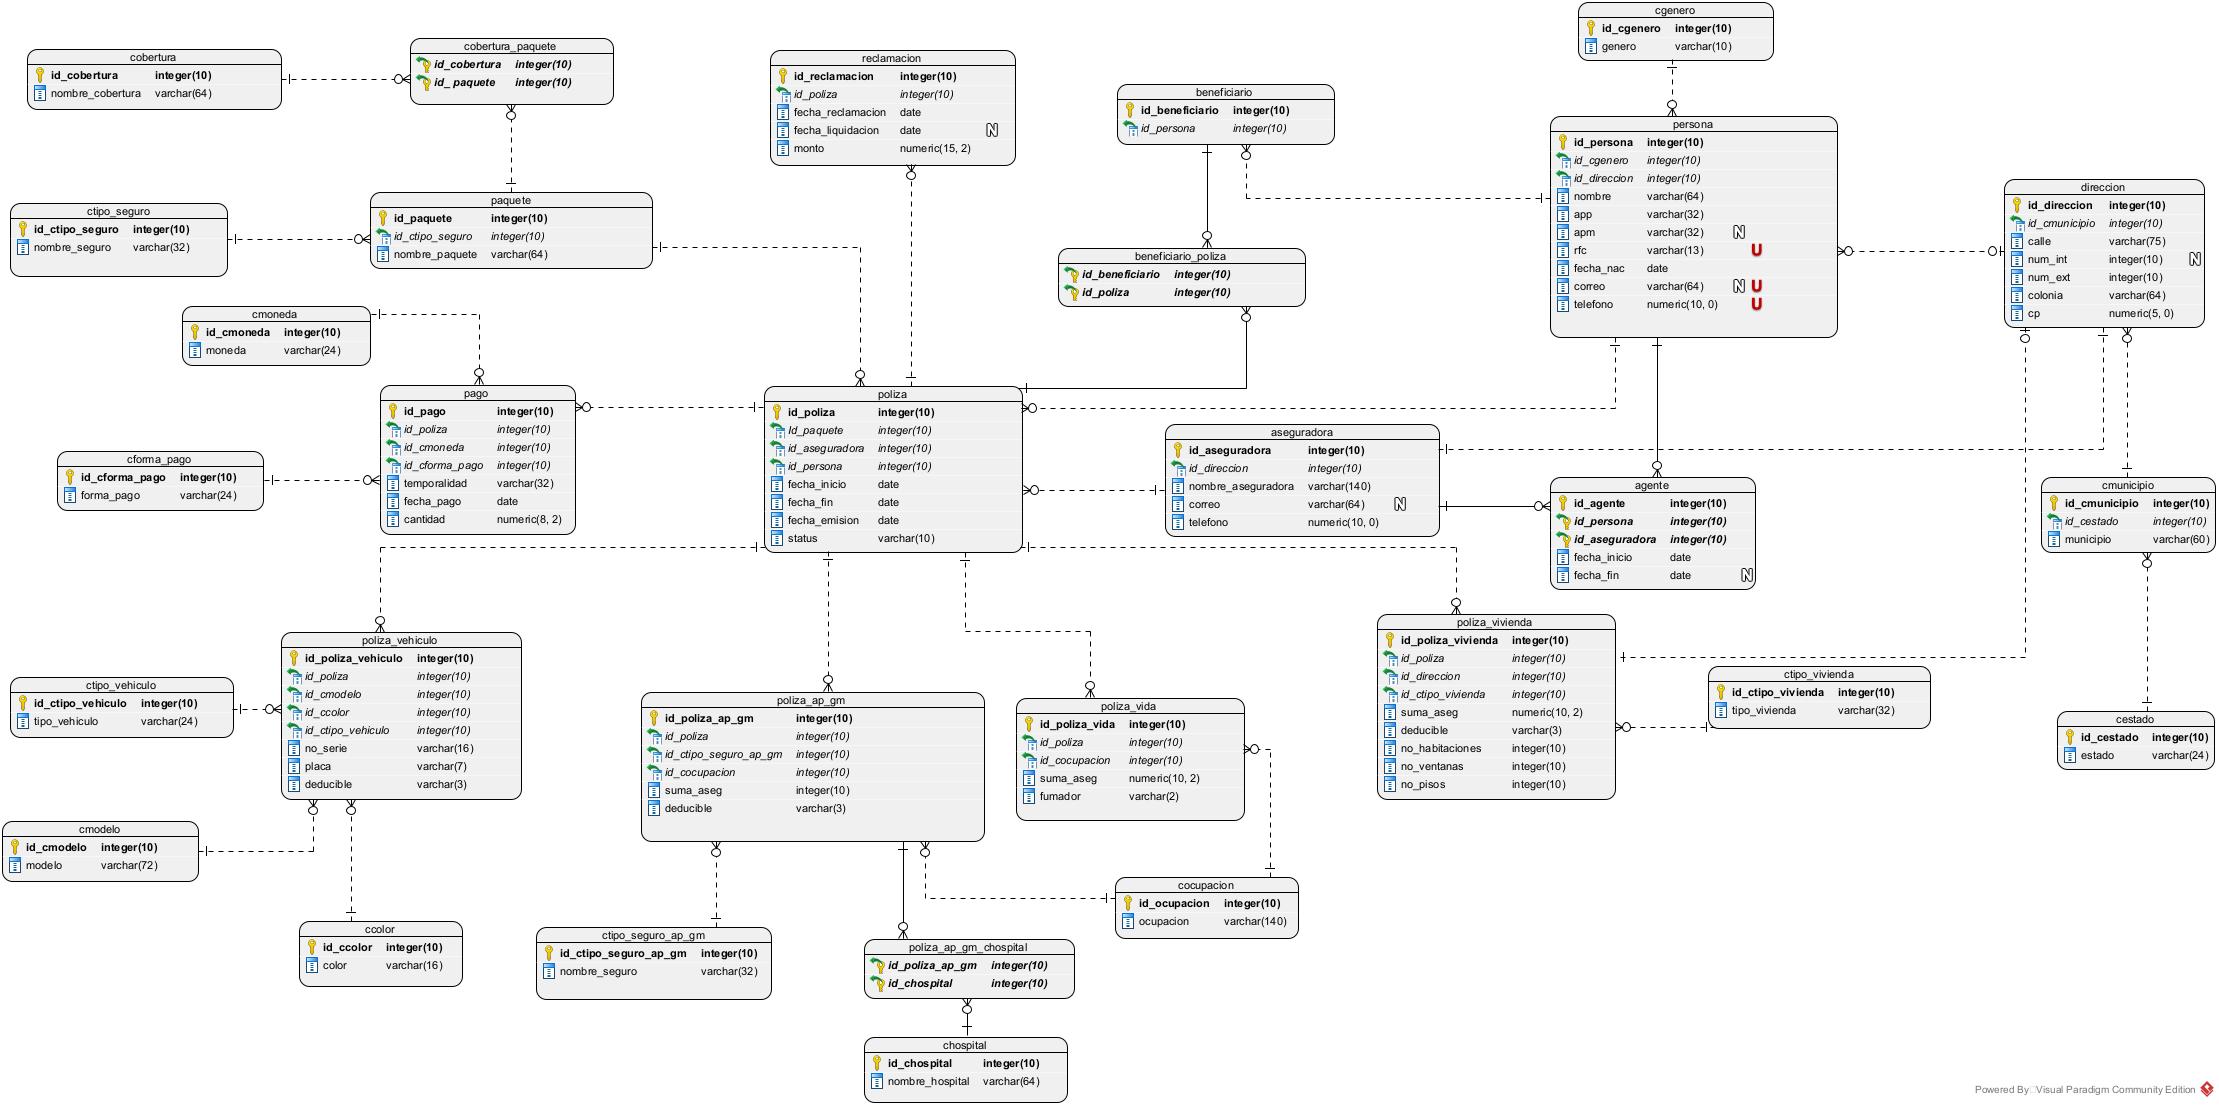 cobertura
id_cobertura integer(10)
nombre_cobertura varchar(64)
cobertura_paquete
id_cobertura integer(10)
id_ paquete integer(10)
reclamacion
id_reclamacion integer(10)
id_poliza integer(10)
fecha_reclamacion date
fecha_liquidacion date N
monto numeric(15, 2)
beneficiario
id_beneficiario integer(10)
id_persona integer(10)
cgenero
id_cgenero integer(10)
genero varchar(10)
persona
id_persona integer(10)
id_cgenero integer(10)
id_direccion integer(10)
nombre varchar(64)
app varchar(32)
apm varchar(32) N
rfc varchar(13) U
fecha_nac date
correo varchar(64) N U
telefono numeric(10, 0) U
direccion
id_direccion integer(10)
id_cmunicipio integer(10)
calle varchar(75)
num_int integer(10) N
num_ext integer(10)
colonia varchar(64)
cp numeric(5, 0)
ctipo_seguro
id_ctipo_seguro integer(10)
nombre_seguro varchar(32)
paquete
id_paquete integer(10)
id_ctipo_seguro integer(10)
nombre_paquete varchar(64)
beneficiario_poliza
id_beneficiario integer(10)
id_poliza integer(10)
cmoneda
id_cmoneda integer(10)
moneda varchar(24)
pago
id_pago integer(10)
id_poliza integer(10)
id_cmoneda integer(10)
id_cforma_pago integer(10)
temporalidad varchar(32)
fecha_pago date
cantidad numeric(8, 2)
poliza
id_poliza integer(10)
Id_paquete integer(10)
id_aseguradora integer(10)
id_persona integer(10)
fecha_inicio date
fecha_fin date
fecha_emision date
status varchar(10)
aseguradora
id_aseguradora integer(10)
id_direccion integer(10)
nombre_aseguradora varchar(140)
correo varchar(64) N
telefono numeric(10, 0)
cforma_pago
id_cforma_pago integer(10)
forma_pago varchar(24)
agente
id_agente integer(10)
id_persona integer(10)
id_aseguradora integer(10)
fecha_inicio date
fecha_fin date N
cmunicipio
id_cmunicipio integer(10)
id_cestado integer(10)
municipio varchar(60)
poliza_vehiculo
id_poliza_vehiculo integer(10)
id_poliza integer(10)
id_cmodelo integer(10)
id_ccolor integer(10)
id_ctipo_vehiculo integer(10)
no_serie varchar(16)
placa varchar(7)
deducible varchar(3)
ctipo_vehiculo
id_ctipo_vehiculo integer(10)
tipo_vehiculo varchar(24)
poliza_ap_gm
id_poliza_ap_gm integer(10)
id_poliza integer(10)
id_ctipo_seguro_ap_gm integer(10)
id_cocupacion integer(10)
suma_aseg integer(10)
deducible varchar(3)
poliza_vida
id_poliza_vida integer(10)
id_poliza integer(10)
id_cocupacion integer(10)
suma_aseg numeric(10, 2)
fumador varchar(2)
poliza_vivienda
id_poliza_vivienda integer(10)
id_poliza integer(10)
id_direccion integer(10)
id_ctipo_vivienda integer(10)
suma_aseg numeric(10, 2)
deducible varchar(3)
no_habitaciones integer(10)
no_ventanas integer(10)
no_pisos integer(10)
ctipo_vivienda
id_ctipo_vivienda integer(10)
tipo_vivienda varchar(32)
cestado
id_cestado integer(10)
estado varchar(24)
cmodelo
id_cmodelo integer(10)
modelo varchar(72)
ccolor
id_ccolor integer(10)
color varchar(16)
ctipo_seguro_ap_gm
id_ctipo_seguro_ap_gm integer(10)
nombre_seguro varchar(32)
cocupacion
id_ocupacion integer(10)
ocupacion varchar(140)
poliza_ap_gm_chospital
id_poliza_ap_gm integer(10)
id_chospital integer(10)
chospital
id_chospital integer(10)
nombre_hospital varchar(64)
Powered By Visual Paradigm Community Edition